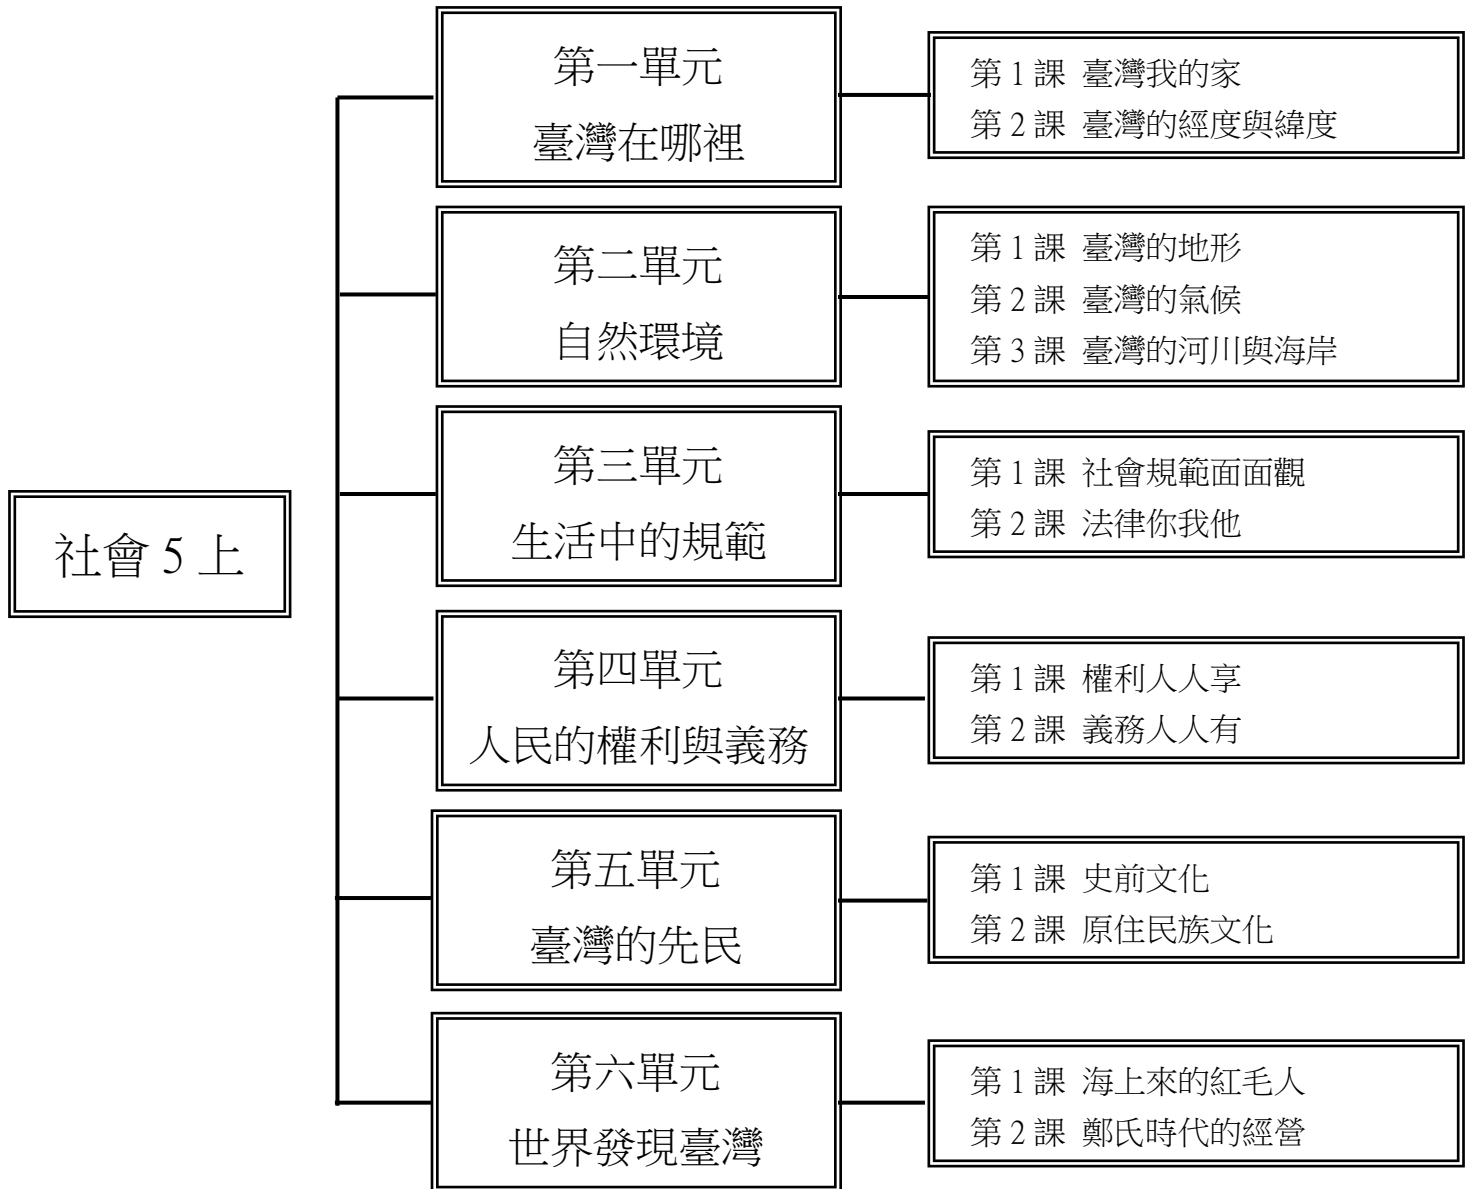 社會 5 上
第一單元
臺灣在哪裡
第 1 課 臺灣我的家
第 2 課 臺灣的經度與緯度
第二單元
自然環境
第 1 課 臺灣的地形
第 2 課 臺灣的氣候
第 3 課 臺灣的河川與海岸
第三單元
生活中的規範
第 1 課 社會規範面面觀
第 2 課 法律你我他
第四單元
人民的權利與義務
第 1 課 權利人人享
第 2 課 義務人人有
第五單元
臺灣的先民
第 1 課 史前文化
第 2 課 原住民族文化
第六單元
世界發現臺灣
第 1 課 海上來的紅毛人
第 2 課 鄭氏時代的經營